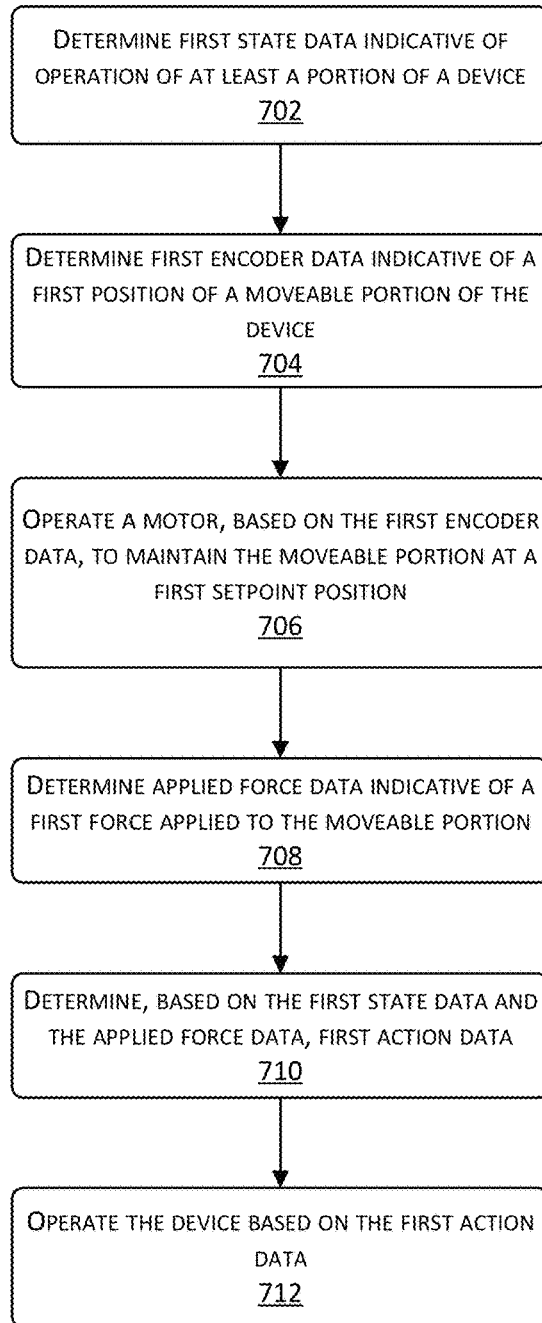 DETERMINE FIRST STATE DATA INDICATIVE OF
OPERATION OF AT LEAST A PORTION OF A DEVICE
702
DETERMINE FIRST ENCODER DATA INDICATIVE OF A
FIRST POSITION OF A MOVEABLE PORTION OF THE
DEVICE
704
OPERATE A MOTOR, BASED ON THE FIRST ENCODER
DATA, TO MAINTAIN THE MOVEABLE PORTION AT A
FIRST SETPOINT POSITION
706
DETERMINE APPLIED FORCE DATA INDICATIVE OF A
FIRST FORCE APPLIED TO THE MOVEABLE PORTION
708
DETERMINE, BASED ON THE FIRST STATE DATA AND
THE APPLIED FORCE DATA, FIRST ACTION DATA
710
OPERATE THE DEVICE BASED ON THE FIRST ACTION
DATA
712